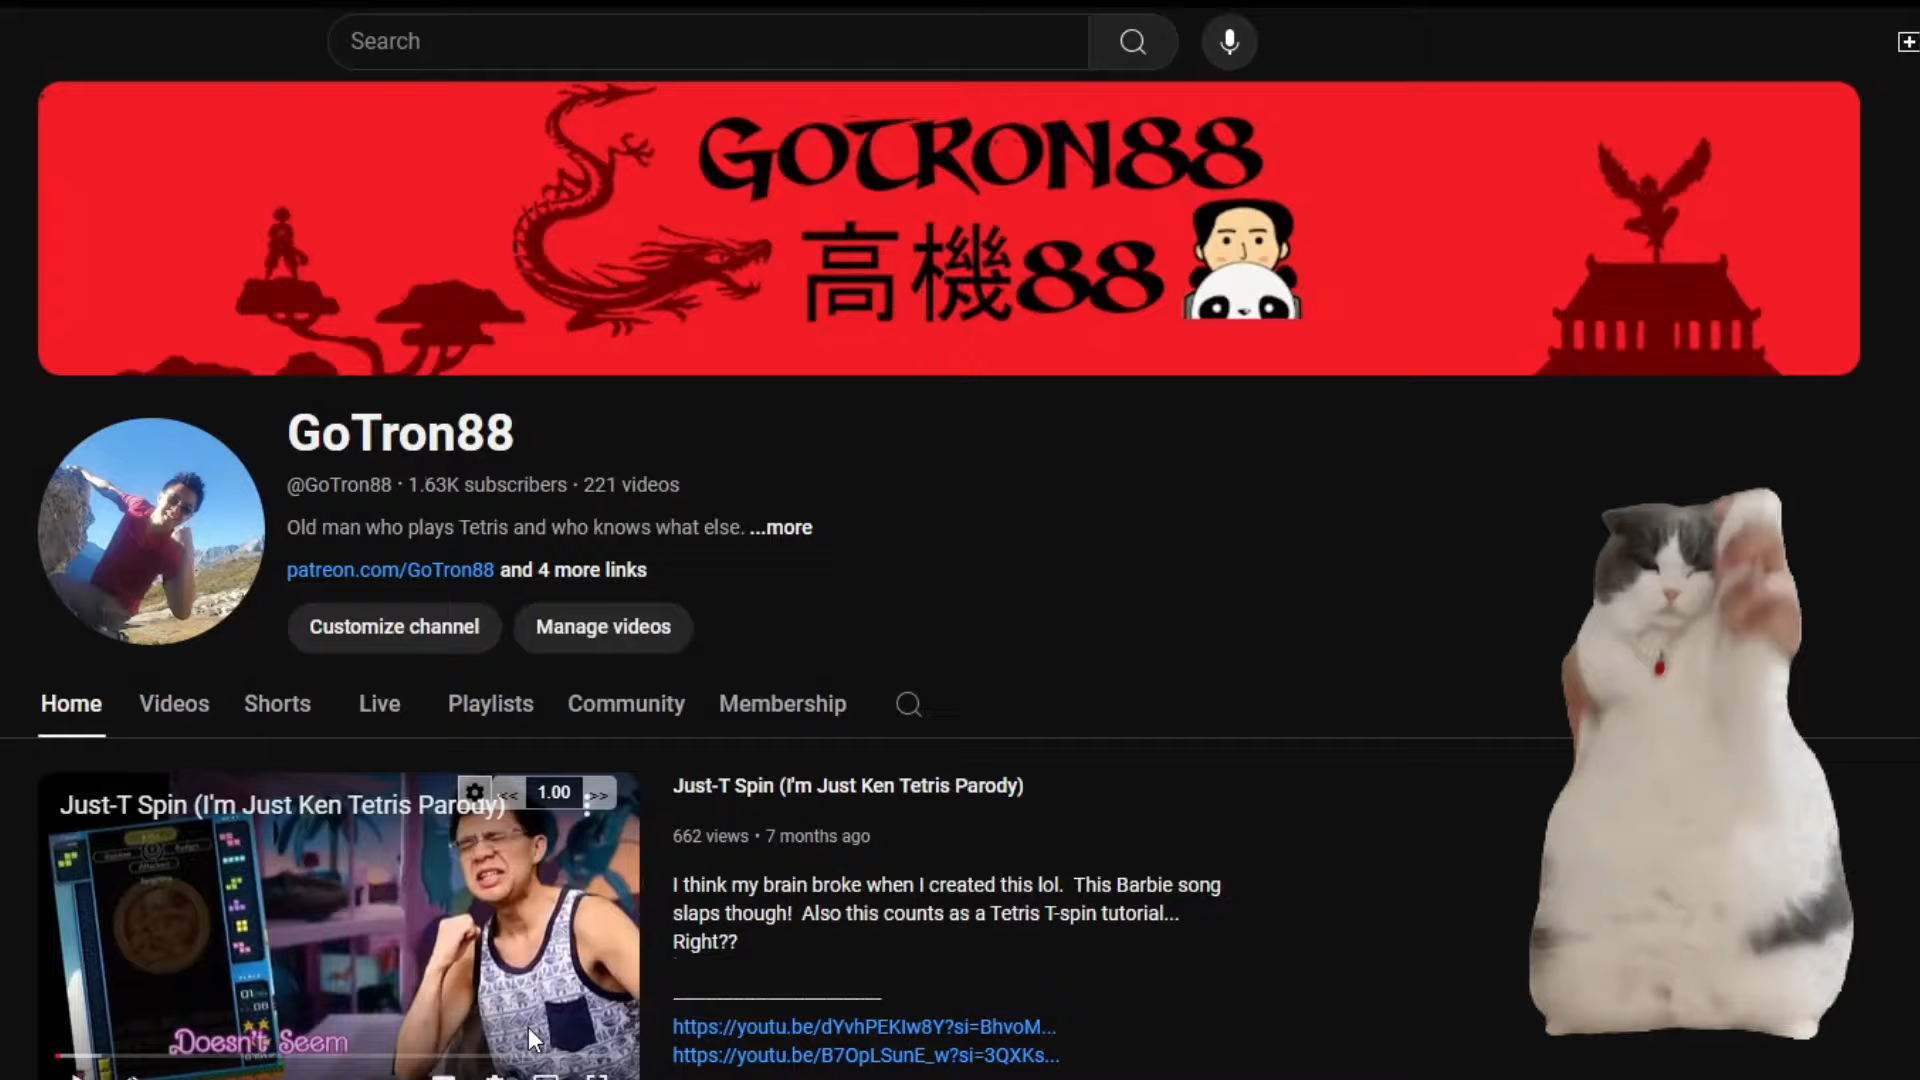 Search
GOTRON88
高機88
GoTron88
@GoTron88 · 1.63K subscribers · 221 videos
Old man who plays Tetris and who knows what else. ...more
patreon.com/GoTron88 and 4 more links
Customize channel
Manage videos
Home
Videos
Shorts
Live
Playlists
Community
Membership
Just-T Spin (I'm Just Ken Tetris Parody)
<< 1.00 >>
Doesn't Seem
Just-T Spin (I'm Just Ken Tetris Parody)
662 views · 7 months ago
I think my brain broke when I created this lol.  This Barbie song
slaps though!  Also this counts as a Tetris T-spin tutorial...
Right??
https://youtu.be/dYvhPEKIw8Y?si=BhvoM...
https://youtu.be/B7OpLSunE_w?si=3QXKs...